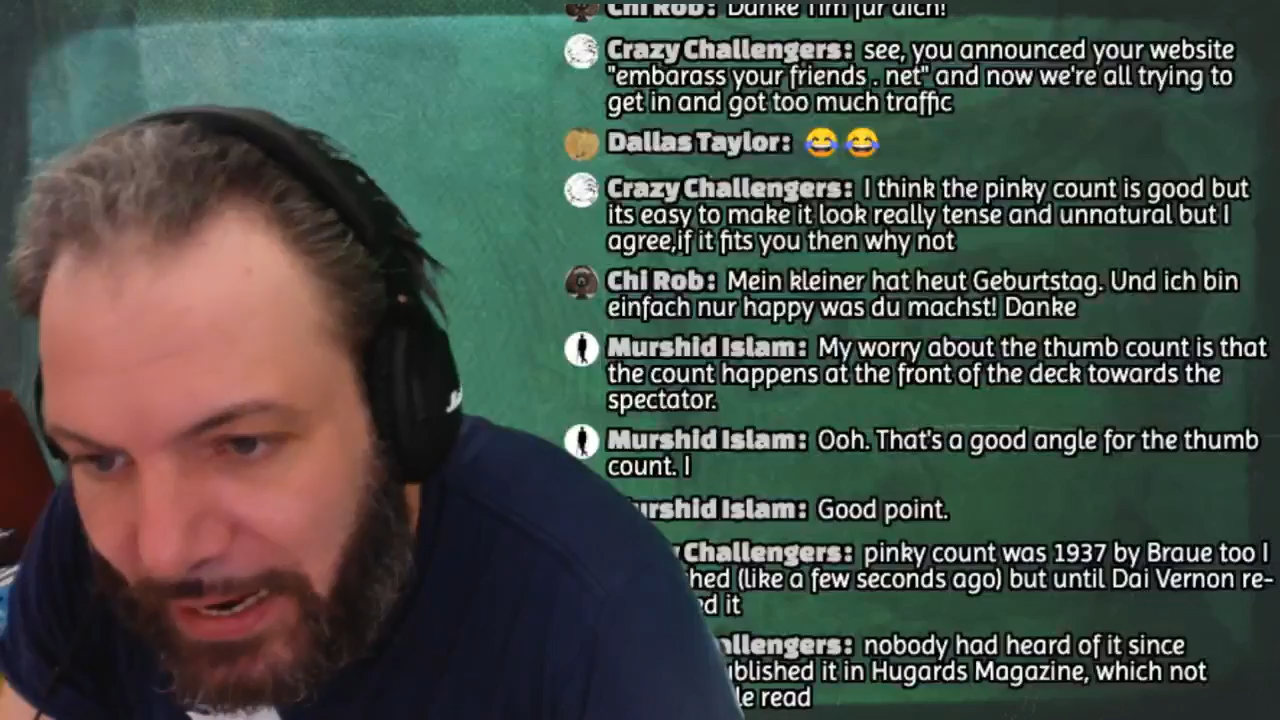 Chi Rob: Danke Tim für dich!
Crazy Challengers: see, you announced your website
"embarass your friends . net" and now we're all trying to
get in and got too much traffic
Dallas Taylor: 😂 😂
Crazy Challengers: I think the pinky count is good but
its easy to make it look really tense and unnatural but I
agree,if it fits you then why not
Chi Rob: Mein kleiner hat heut Geburtstag. Und ich bin
einfach nur happy was du machst! Danke
Murshid Islam: My worry about the thumb count is that
the count happens at the front of the deck towards the
spectator.
Murshid Islam: Ooh. That's a good angle for the thumb
count. I
Islam: Good point.
Challengers: pinky count was 1937 by Braue too I
(like a few seconds ago) but until Dai Vernon re-
it
nobody had heard of it since
it in Hugards Magazine, which not
read